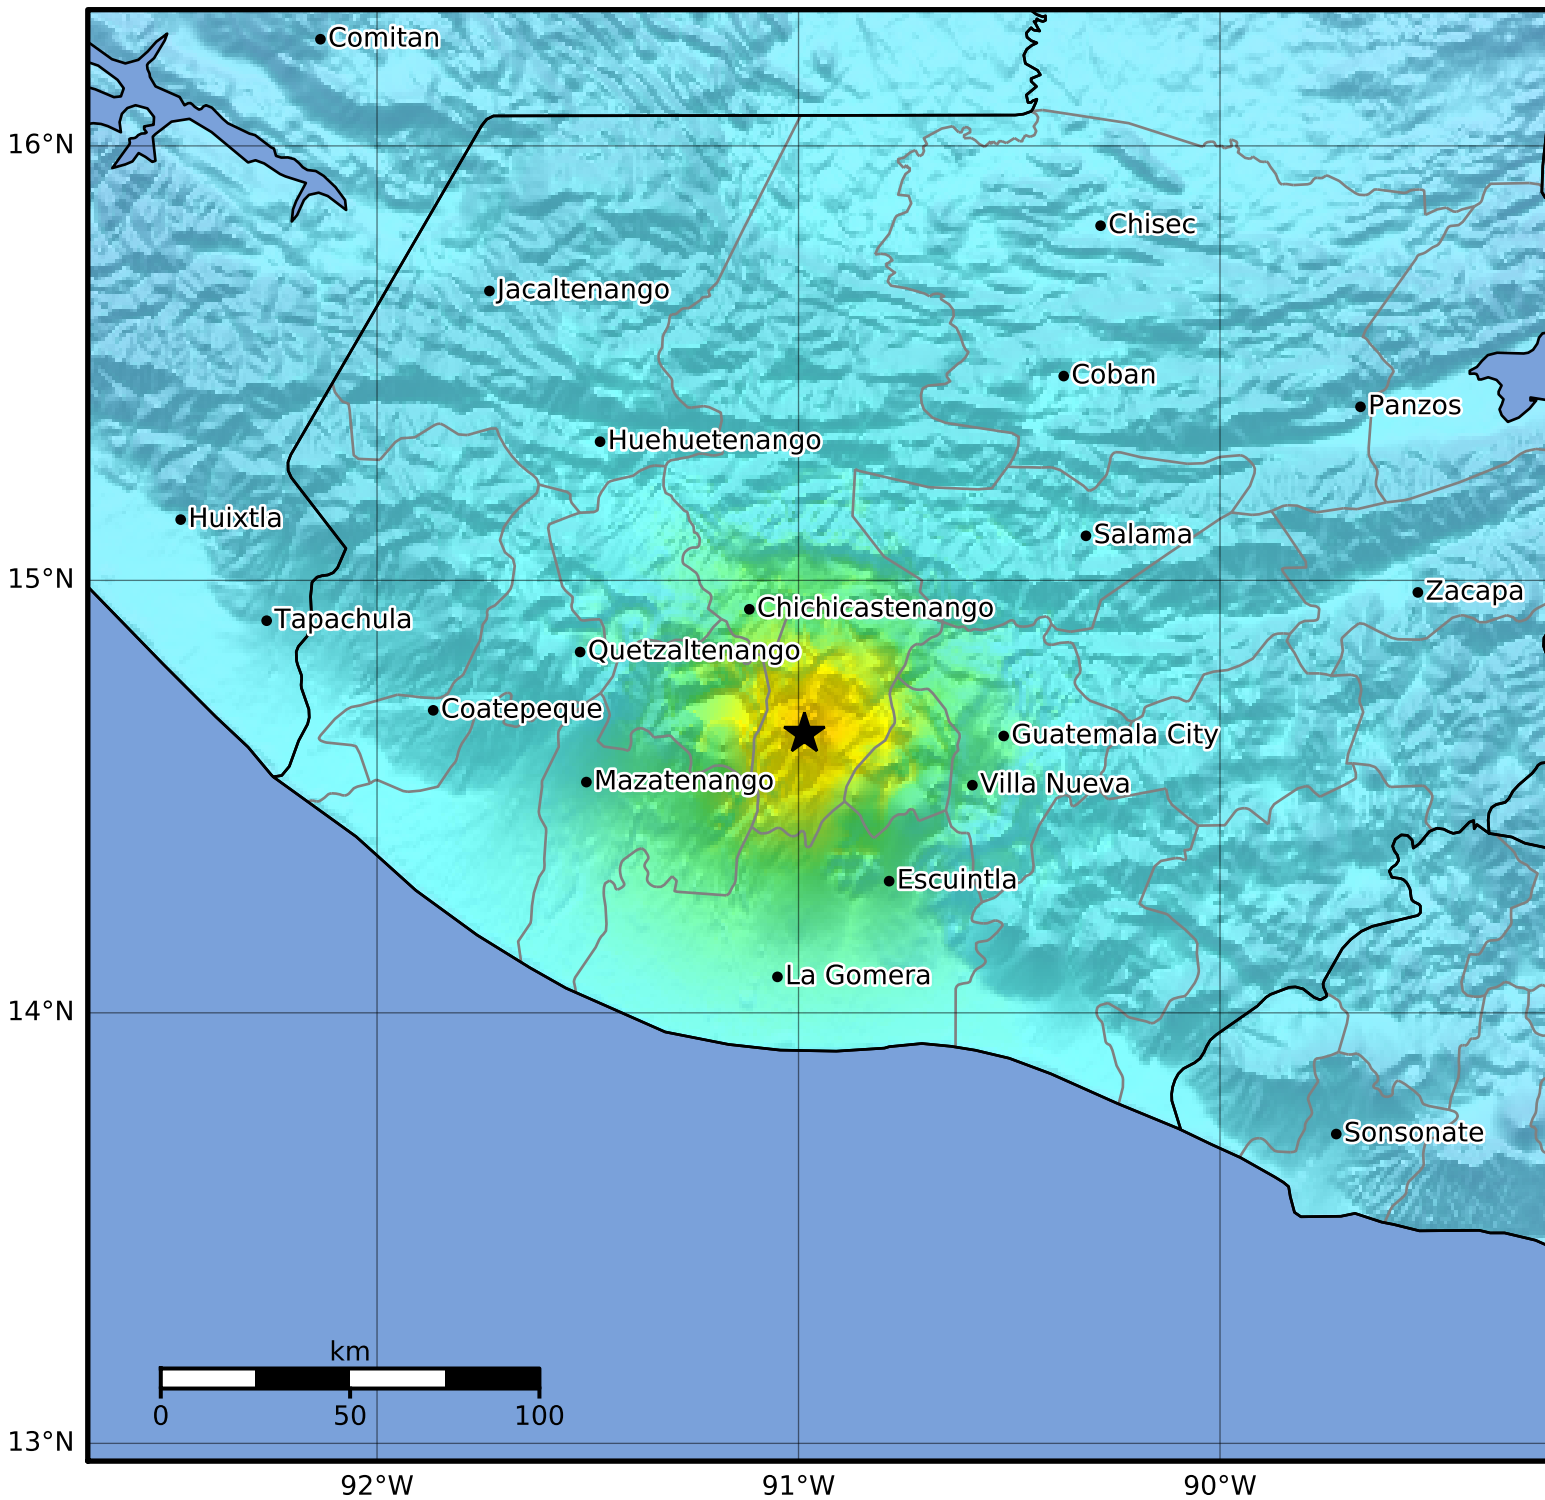 Comitan
16°N
Chisec
Jacaltenango
Coban
Panzos
Huehuetenango
Huixtla
Salama
15°N
Zacapa
Chichicastenango
Tapachula
Quetzaltenango
Coatepeque
Guatemala City
Mazatenango
Villa Nueva
Escuintla
La Gomera
14°N
Sonsonate
km
0 50 100
13°N
92°W 91°W 90°W